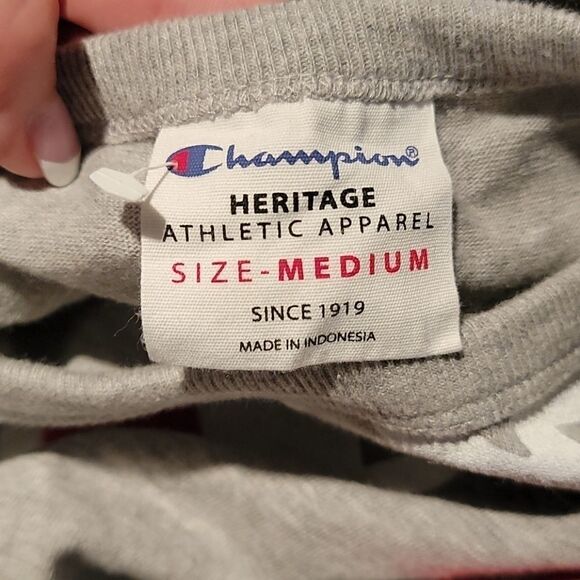 Champion®
HERITAGE
ATHLETIC APPAREL
SIZE-MEDIUM
SINCE 1919
MADE IN INDONESIA